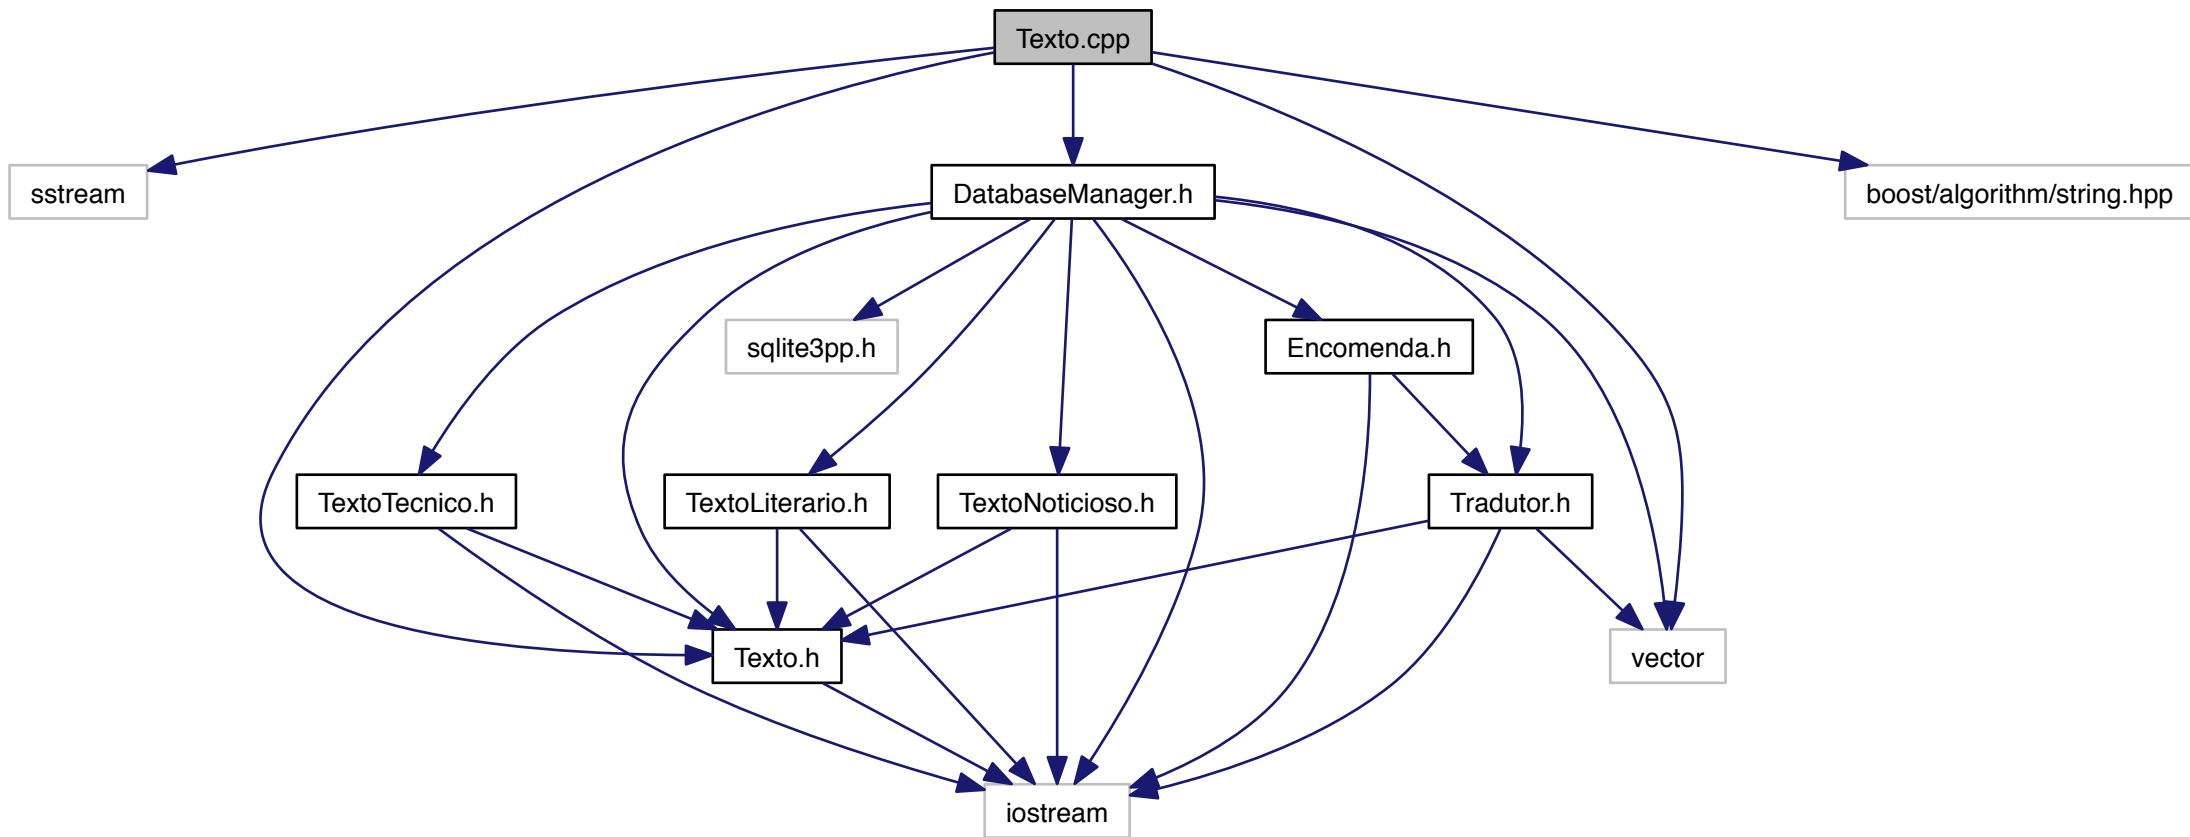 Texto.cpp
sstream
DatabaseManager.h
boost/algorithm/string.hpp
sqlite3pp.h
Encomenda.h
TextoTecnico.h
TextoLiterario.h
TextoNoticioso.h
Tradutor.h
Texto.h
vector
iostream